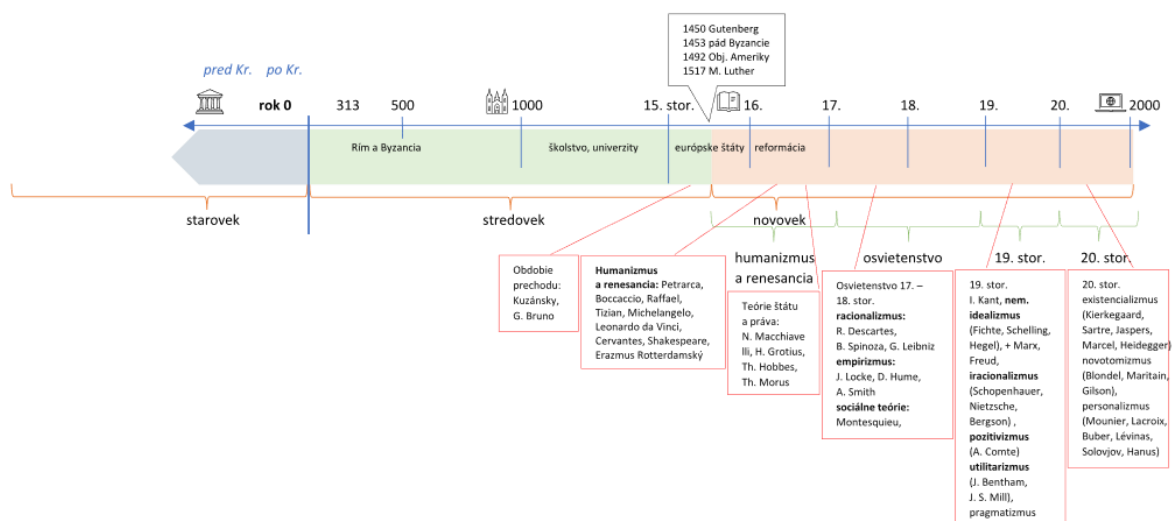 1450 Gutenberg
1453 pád Byzancie
1492 Obj. Ameriky
1517 M. Luther
pred Kr. po Kr.
rok 0 313 500 1000 15. stor. 16. 17. 18. 19. 20. 2000
Rím a Byzancia školstvo, univerzity európske štáty reformácia
starovek stredovek novovek
humanizmus
a renesancia
osvietenstvo
19. stor.
20. stor.
Obdobie
prechodu:
Kuzánsky,
G. Bruno
Humanizmus
a renesancia: Petrarca,
Boccaccio, Raffael,
Tizian, Michelangelo,
Leonardo da Vinci,
Cervantes, Shakespeare,
Erazmus Rotterdamský
Teórie štátu
a práva:
N. Macchiave
lli, H. Grotius,
Th. Hobbes,
Th. Morus
Osvietenstvo 17. –
18. stor.
racionalizmus:
R. Descartes,
B. Spinoza, G. Leibniz
empirizmus:
J. Locke, D. Hume,
A. Smith
sociálne teórie:
Montesquieu,
19. stor.
I. Kant, nem.
idealizmus
(Fichte, Schelling,
Hegel), + Marx,
Freud,
iracionalizmus
(Schopenhauer,
Nietzsche,
Bergson) ,
pozitivizmus
(A. Comte)
utilitarizmus
(J. Bentham,
J. S. Mill),
pragmatizmus
20. stor.
existencializmus
(Kierkegaard,
Sartre, Jaspers,
Marcel, Heidegger)
novotomizmus
(Blondel, Maritain,
Gilson),
personalizmus
(Mounier, Lacroix,
Buber, Lévinas,
Solovjov, Hanus)